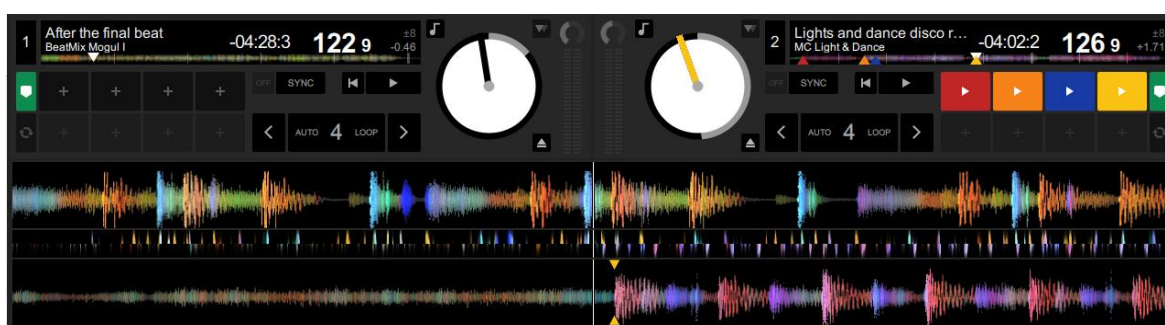 1
After the final beat
BeatMix Mogul I
-04:28:3
122 9
±8
-0.46
2
Lights and dance disco r...
MC Light & Dance
-04:02:2
126 9
±8
+1.71
OFF
SYNC
AUTO 4 LOOP
OFF
SYNC
AUTO 4 LOOP